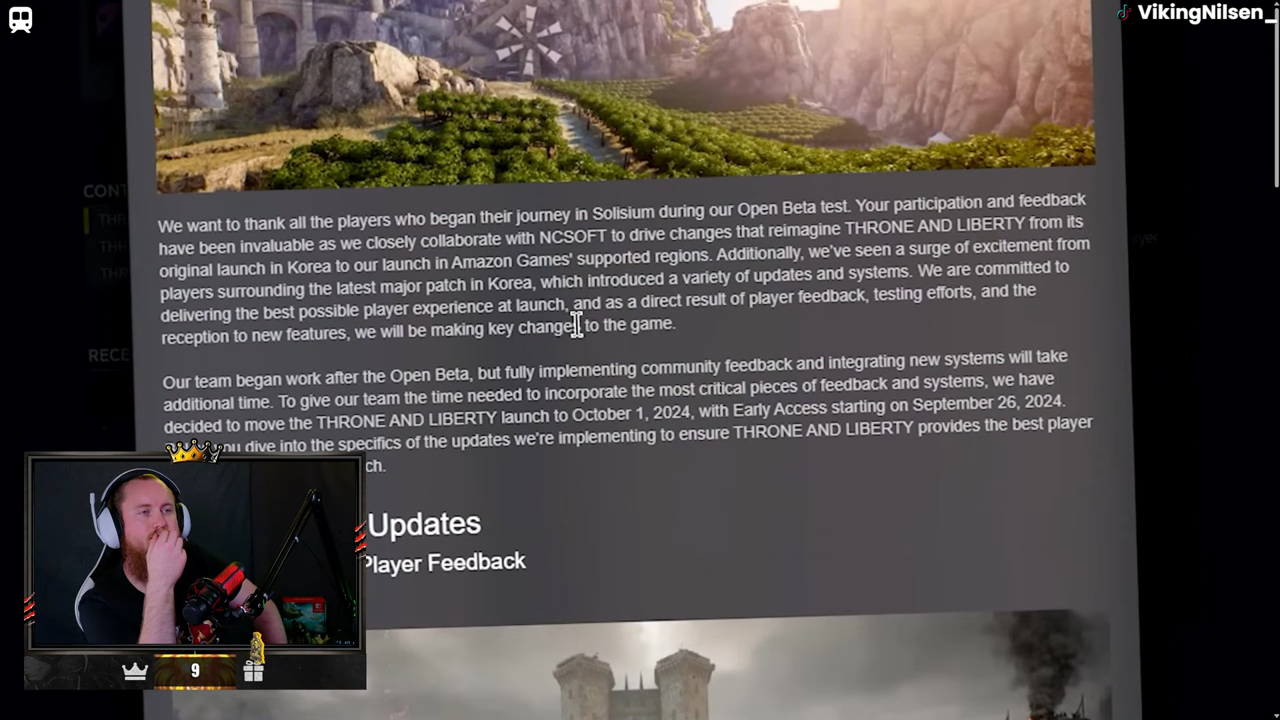 VikingNilsen_
CONT
THR
THR
THR
RECE
We want to thank all the players who began their journey in Solisium during our Open Beta test. Your participation and feedback
have been invaluable as we closely collaborate with NCSOFT to drive changes that reimagine THRONE AND LIBERTY from its
original launch in Korea to our launch in Amazon Games' supported regions. Additionally, we've seen a surge of excitement from
players surrounding the latest major patch in Korea, which introduced a variety of updates and systems. We are committed to
delivering the best possible player experience at launch, and as a direct result of player feedback, testing efforts, and the
reception to new features, we will be making key changes to the game.
Our team began work after the Open Beta, but fully implementing community feedback and integrating new systems will take
additional time. To give our team the time needed to incorporate the most critical pieces of feedback and systems, we have
decided to move the THRONE AND LIBERTY launch to October 1, 2024, with Early Access starting on September 26, 2024.
ou dive into the specifics of the updates we're implementing to ensure THRONE AND LIBERTY provides the best player
ch.
Updates
Player Feedback
9